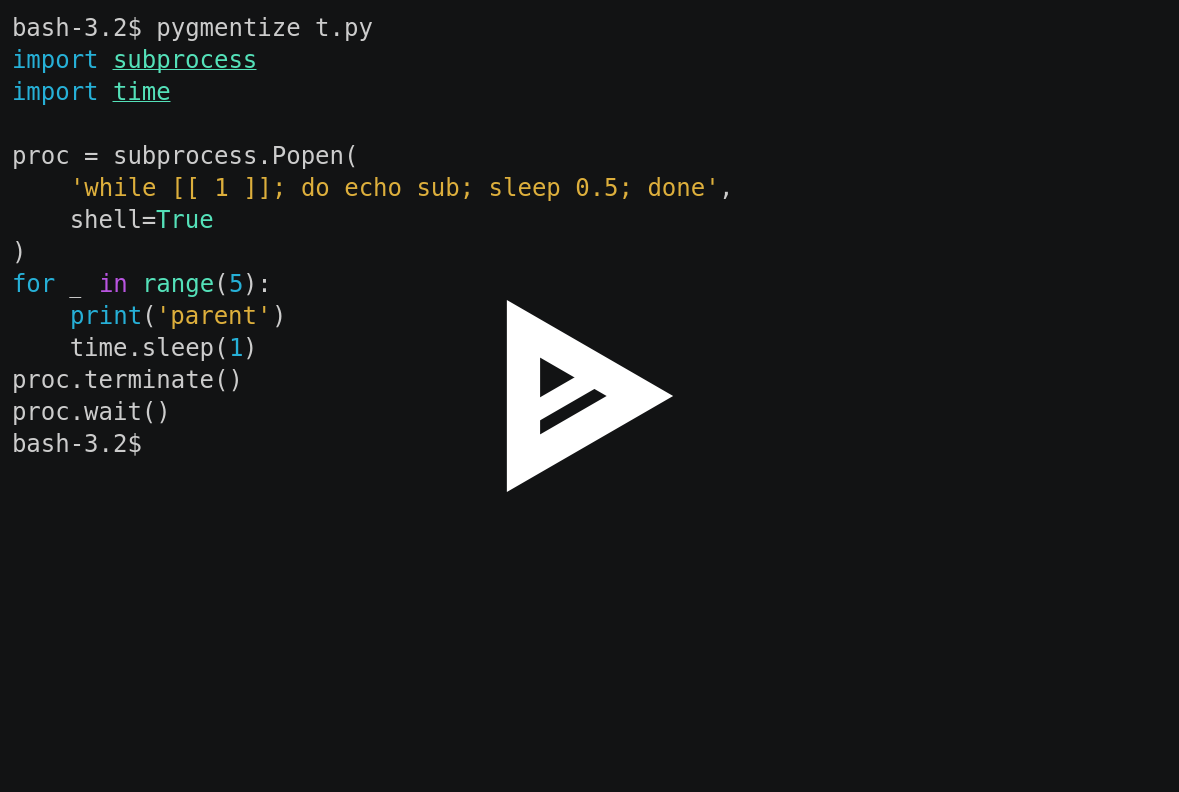 bash-3.2$ pygmentize t.py
import subprocess
import time

proc = subprocess.Popen(
    'while [[ 1 ]]; do echo sub; sleep 0.5; done',
    shell=True
)
for _ in range(5):
    print('parent')
    time.sleep(1)
proc.terminate()
proc.wait()
bash-3.2$